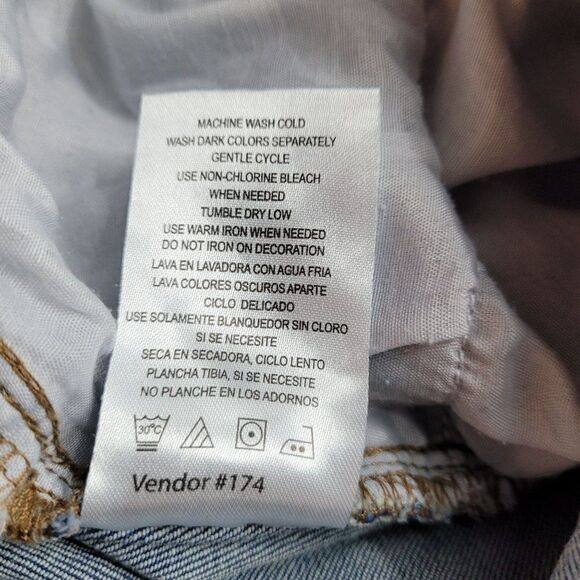 MACHINE WASH COLD
WASH DARK COLORS SEPARATELY
GENTLE CYCLE
USE NON-CHLORINE BLEACH
WHEN NEEDED
TUMBLE DRY LOW
USE WARM IRON WHEN NEEDED
DO NOT IRON ON DECORATION
LAVA EN LAVADORA CON AGUA FRIA
LAVA COLORES OSCUROS APARTE
CICLO DELICADO
USE SOLAMENTE BLANQUEDOR SIN CLORO
SI SE NECESITE
SECA EN SECADORA, CICLO LENTO
PLANCHA TIBIA, SI SE NECESITE
NO PLANCHE EN LOS ADORNOS
30°C
Vendor #174